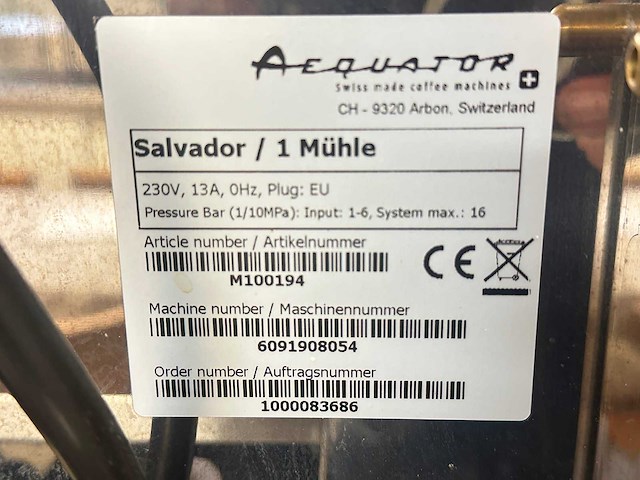 AEQUATOR
Swiss made coffee machines
CH - 9320 Arbon, Switzerland
Salvador / 1 Mühle
230V, 13A, 0Hz, Plug: EU
Pressure Bar (1/10MPa): Input: 1-6, System max.: 16
Article number / Artikelnummer
M100194
CE
Machine number / Maschinennummer
6091908054
Order number / Auftragsnummer
1000083686